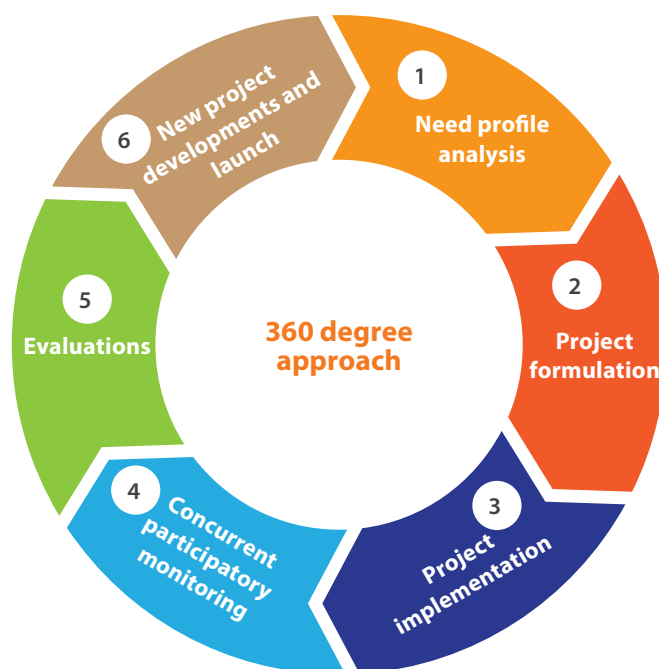 1
Need profile
analysis
2
Project
formulation
3
Project
implementation
4
Concurrent
participatory
monitoring
5
Evaluations
6
New project
developments and
launch
360 degree
approach